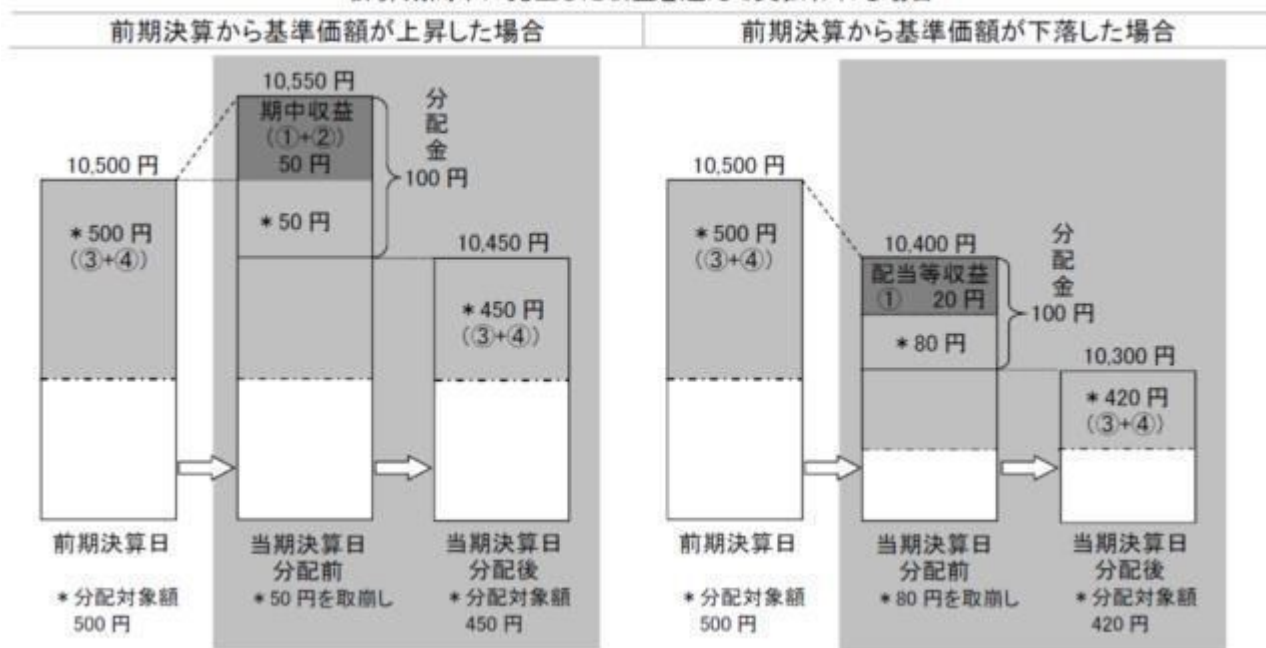 前期決算から基準価額が上昇した場合
10,550 円
期中収益
(①+②)
50 円
分配金
100 円
10,500 円
*500 円
(③+④)
*50 円
10,450 円
*450 円
(③+④)
前期決算日
当期決算日
分配前
当期決算日
分配後
*分配対象額
500 円
*50 円を取崩し
*分配対象額
450 円
前期決算から基準価額が下落した場合
10,500 円
*500 円
(③+④)
10,400 円
配当等収益
① 20 円
分配金
100 円
*80 円
10,300 円
*420 円
(③+④)
前期決算日
当期決算日
分配前
当期決算日
分配後
*分配対象額
500 円
*80 円を取崩し
*分配対象額
420 円